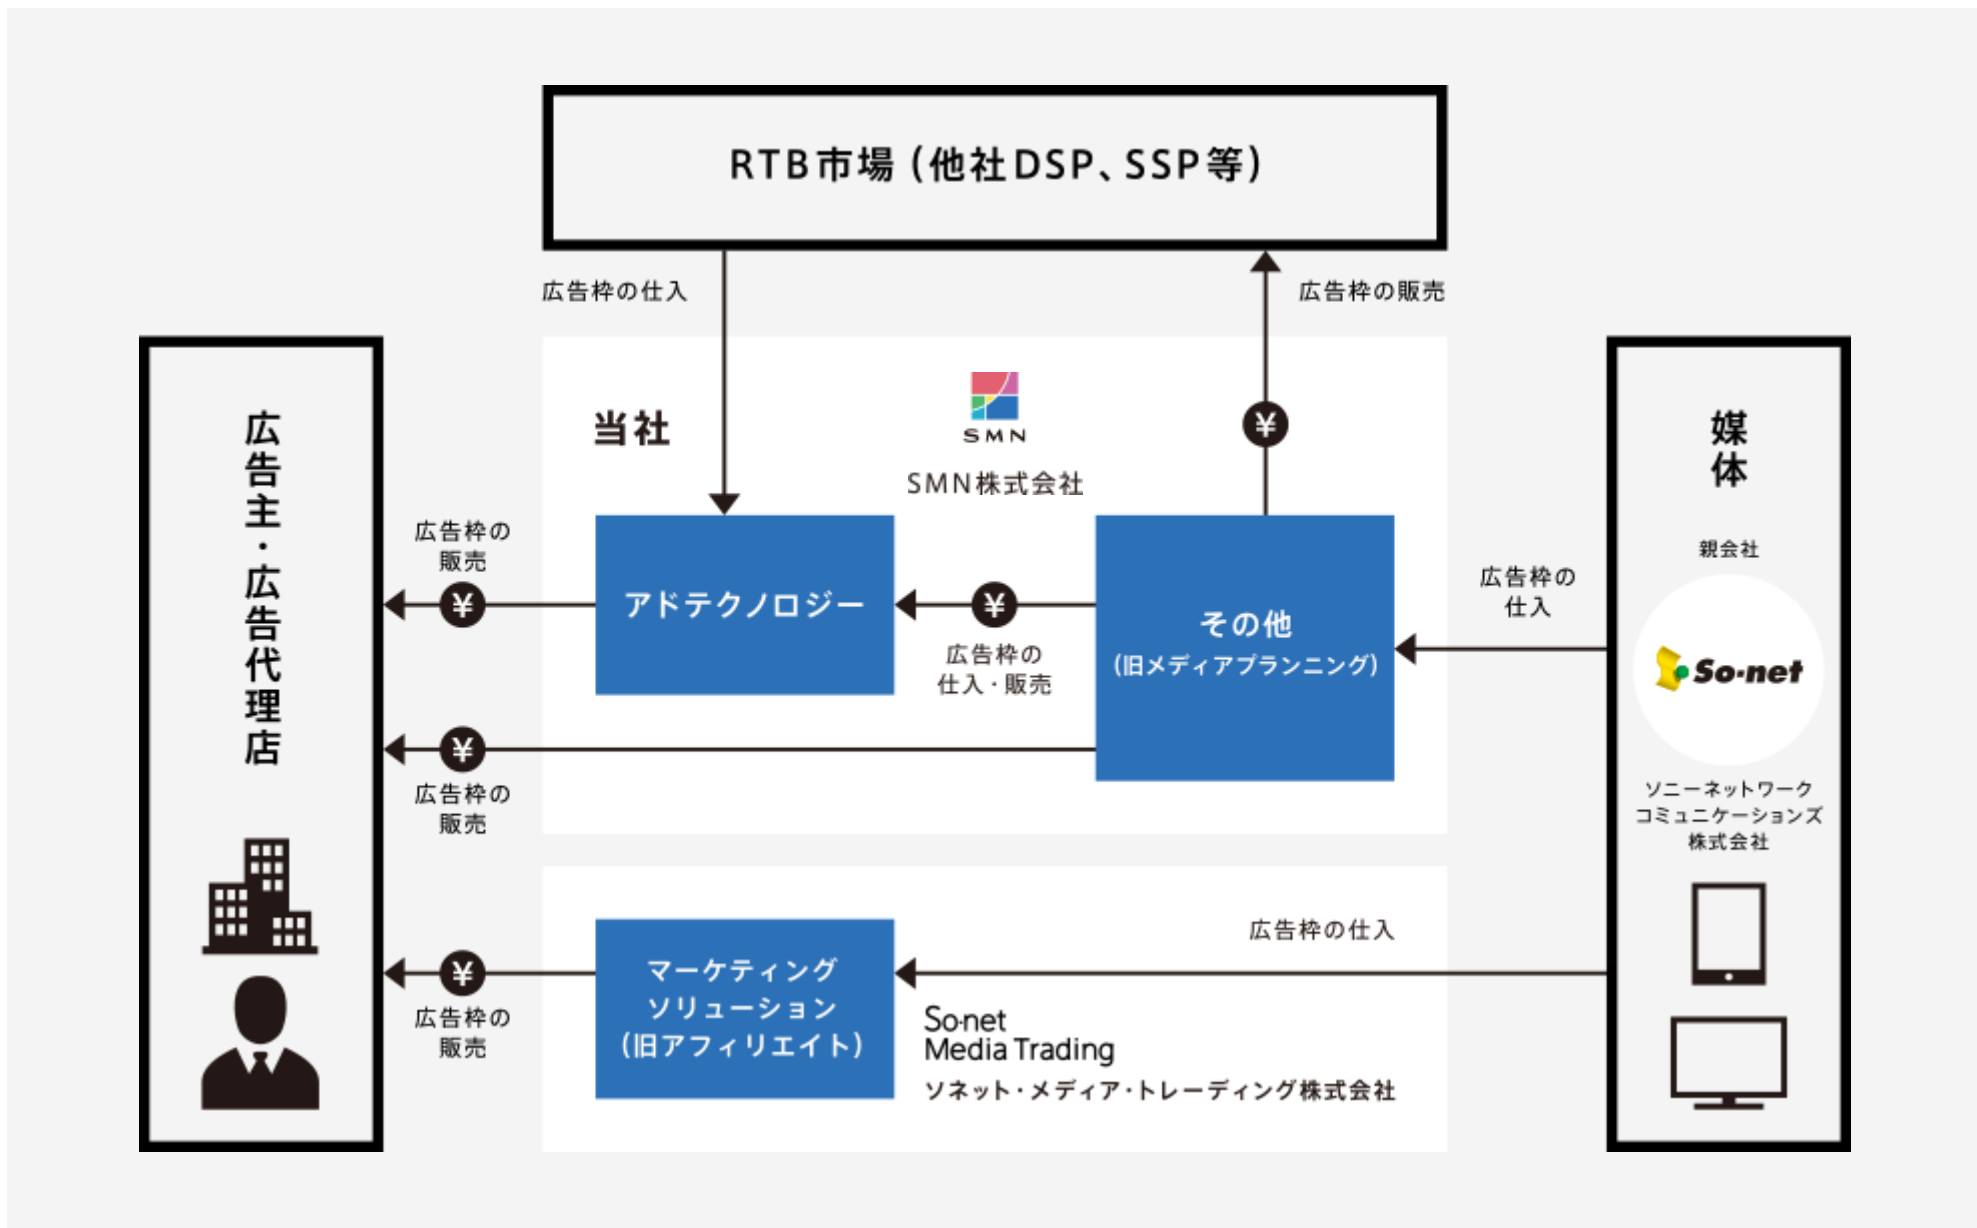 RTB市場(他社DSP、SSP等)
広告枠の仕入
広告枠の販売
広告主・広告代理店
当社
SMN
SMN株式会社
媒体
親会社
So-net
ソニーネットワーク
コミュニケーションズ
株式会社
広告枠の
販売
¥
アドテクノロジー
¥
広告枠の
仕入・販売
¥
その他
(旧メディアプランニング)
広告枠の
仕入
¥
広告枠の
販売
¥
広告枠の
販売
マーケティング
ソリューション
(旧アフィリエイト)
広告枠の仕入
So-net
Media Trading
ソネット・メディア・トレーディング株式会社